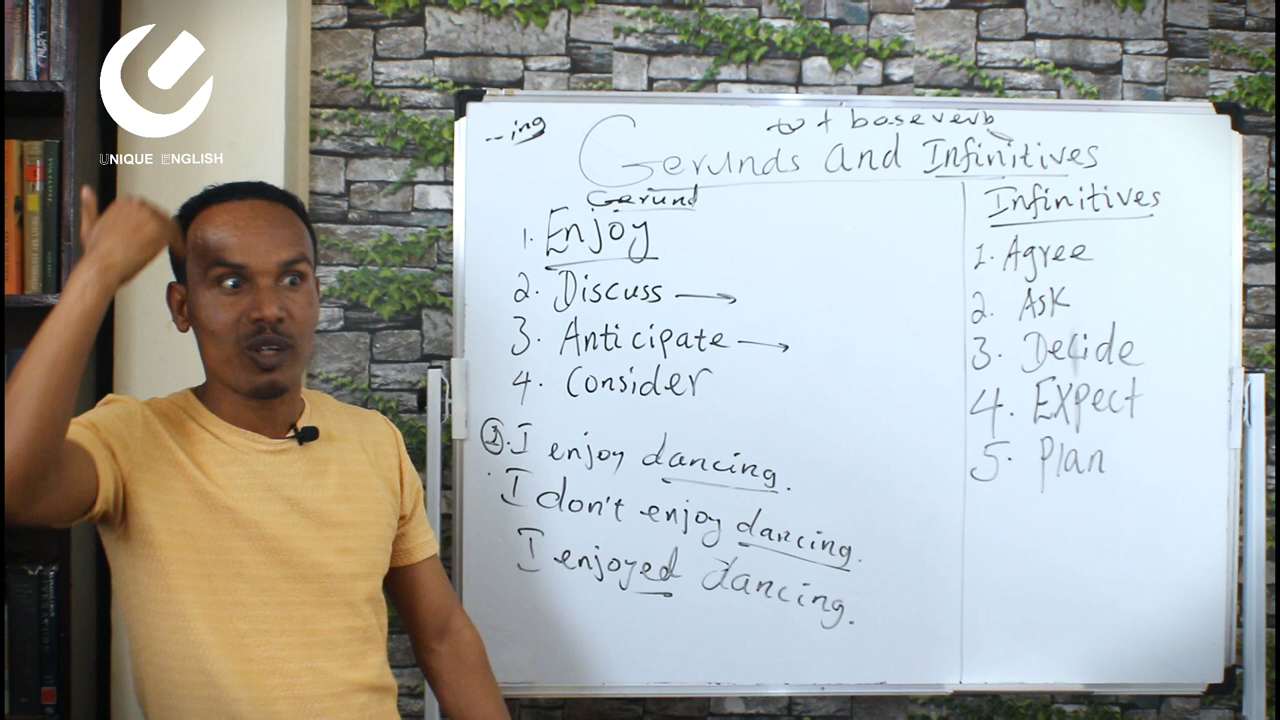 UNIQUE ENGLISH
--ing
to + base verb
Gerunds and Infinitives
Gerund
1. Enjoy
2. Discuss →
3. Anticipate →
4. Consider
1. I enjoy dancing.
I don't enjoy dancing.
I enjoyed dancing.
Infinitives
1. Agree
2. Ask
3. Decide
4. Expect
5. Plan